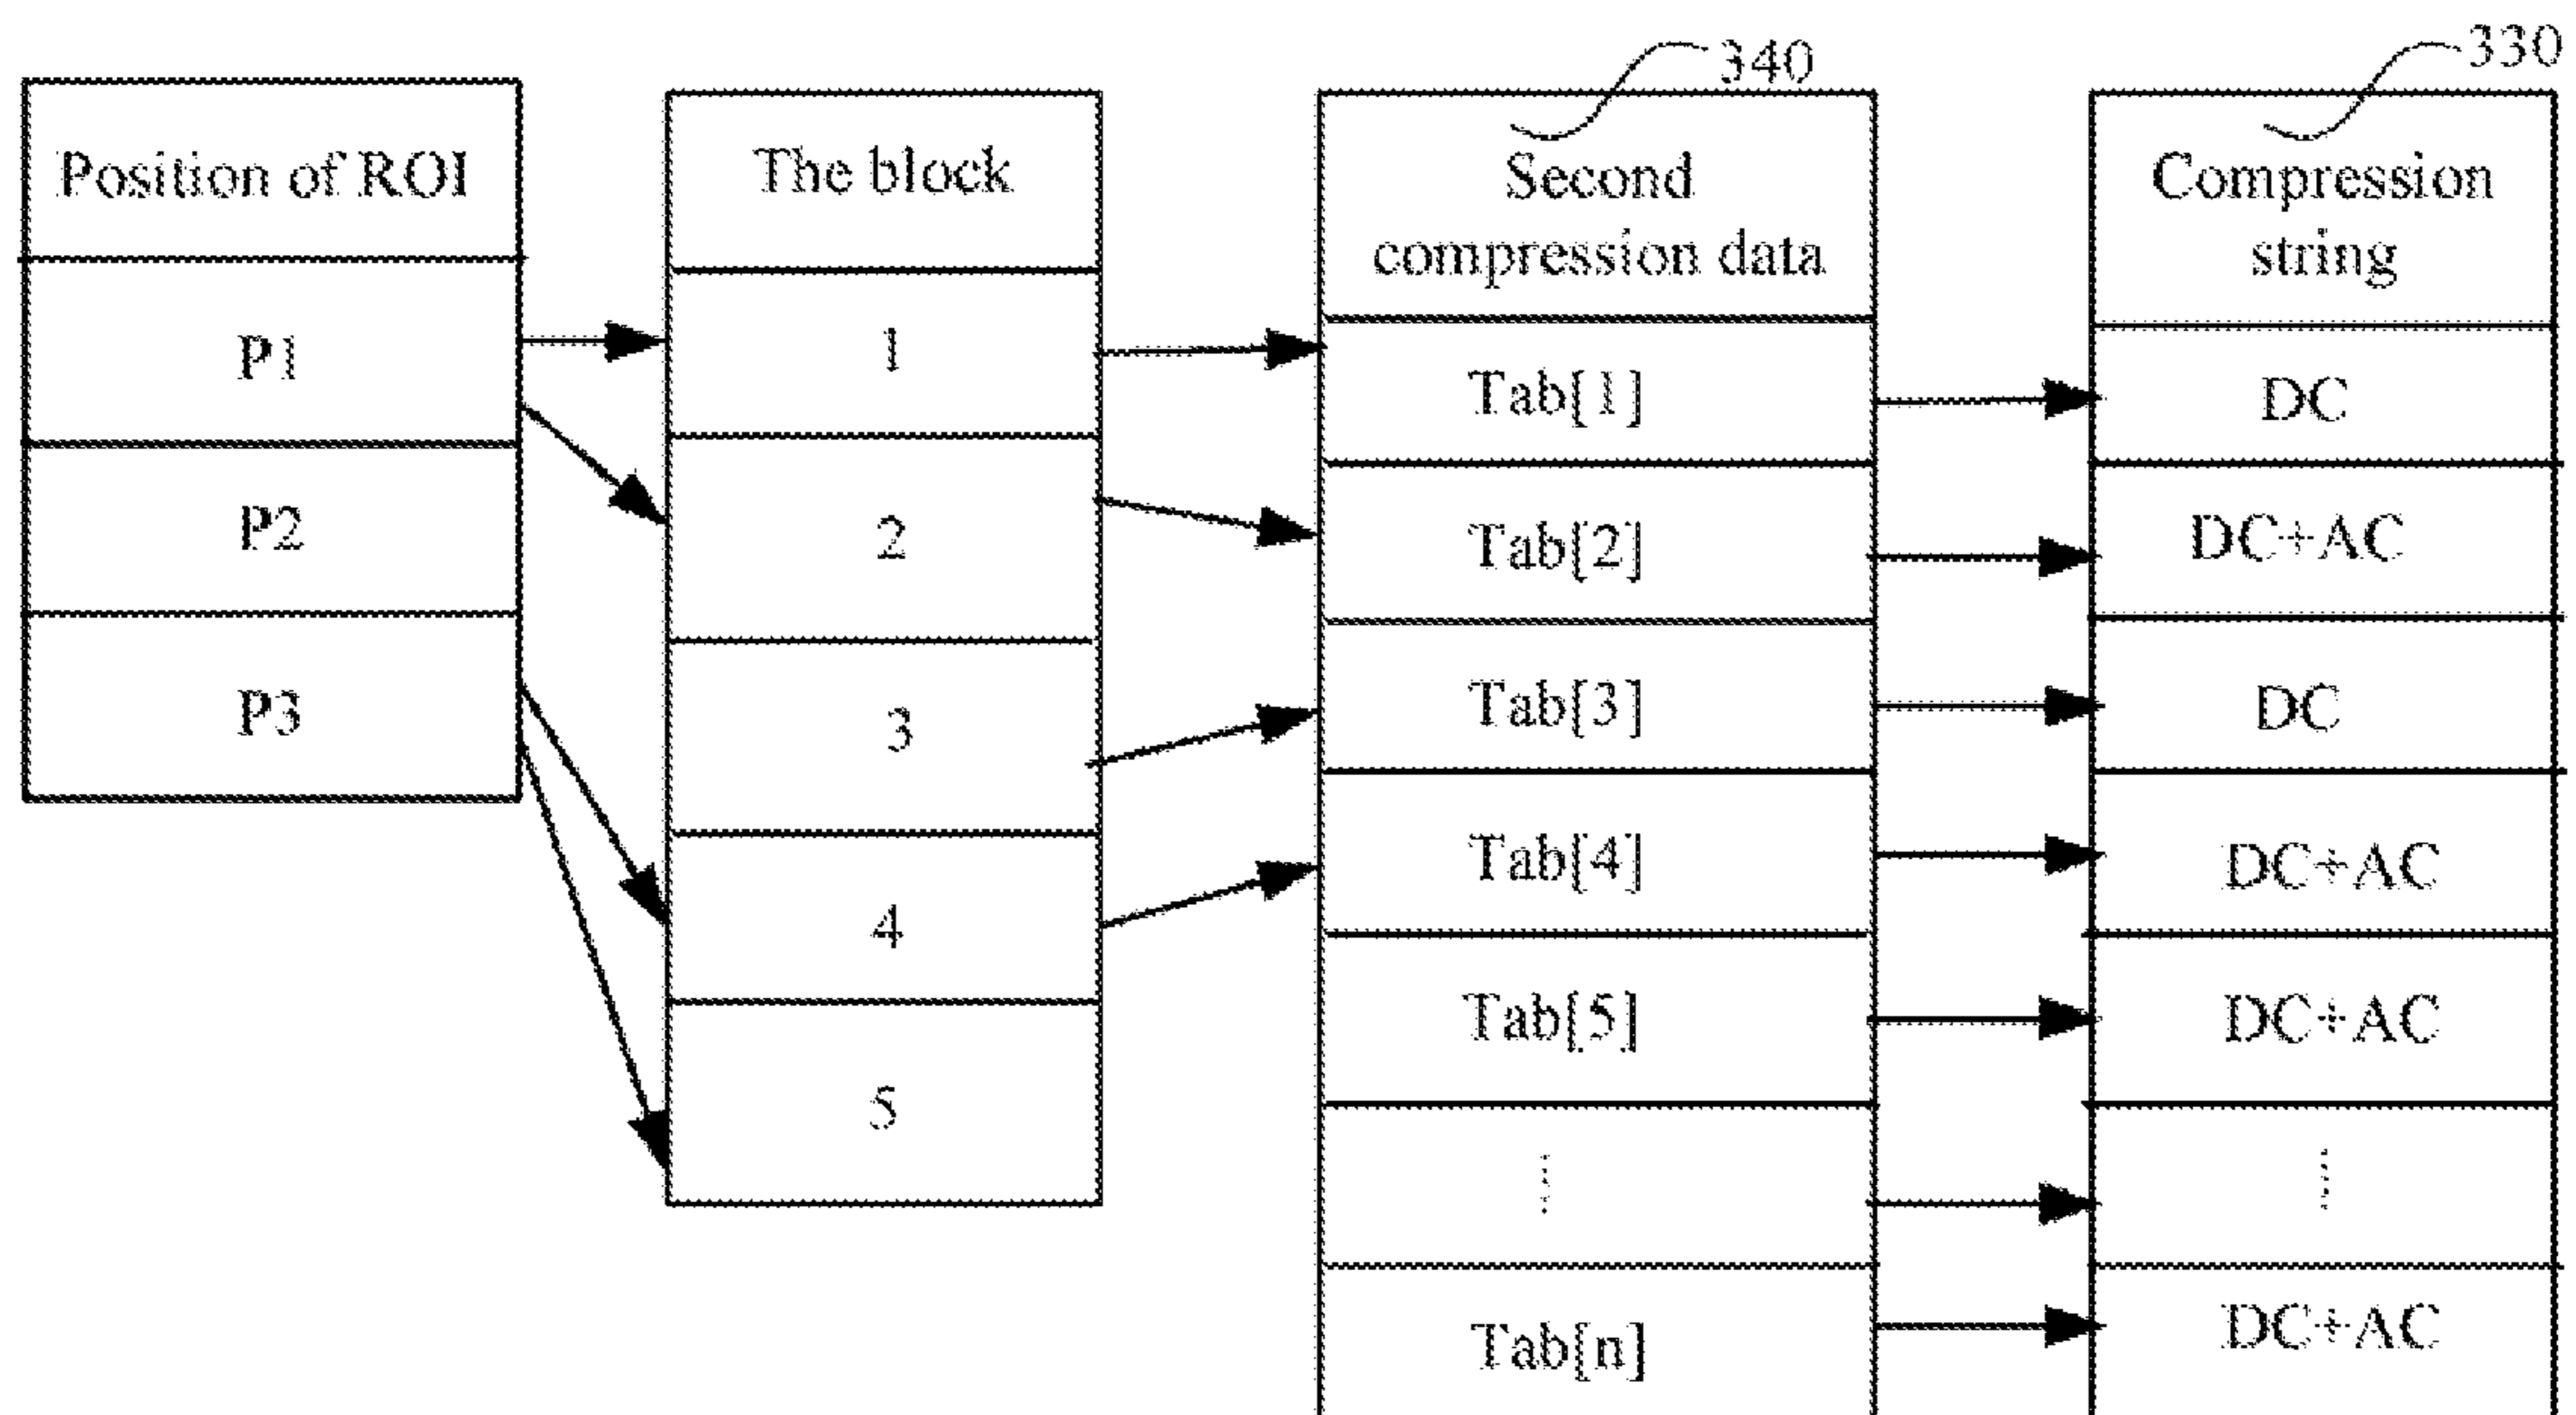 340
330
Position of ROI
P1
P2
P3
The block
1
2
3
4
5
Second
compression data
Tab[1]
Tab[2]
Tab[3]
Tab[4]
Tab[5]
⋮
Tab[n]
Compression
string
DC
DC+AC
DC
DC+AC
DC+AC
⋮
DC+AC